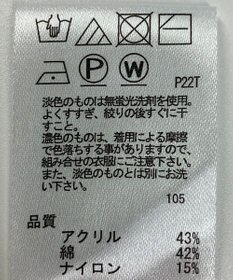 P
W
P22T
淡色のものは無蛍光洗剤を使用。
よくすすぎ、絞りの後すぐに干
すこと。
濃色のものは、着用による摩擦
で色落ちする事がありますので、
組み合せの衣服にご注意下さい。
また、淡色のものとは別にお洗
い下さい。
105
品質
アクリル 43%
綿 42%
ナイロン 15%